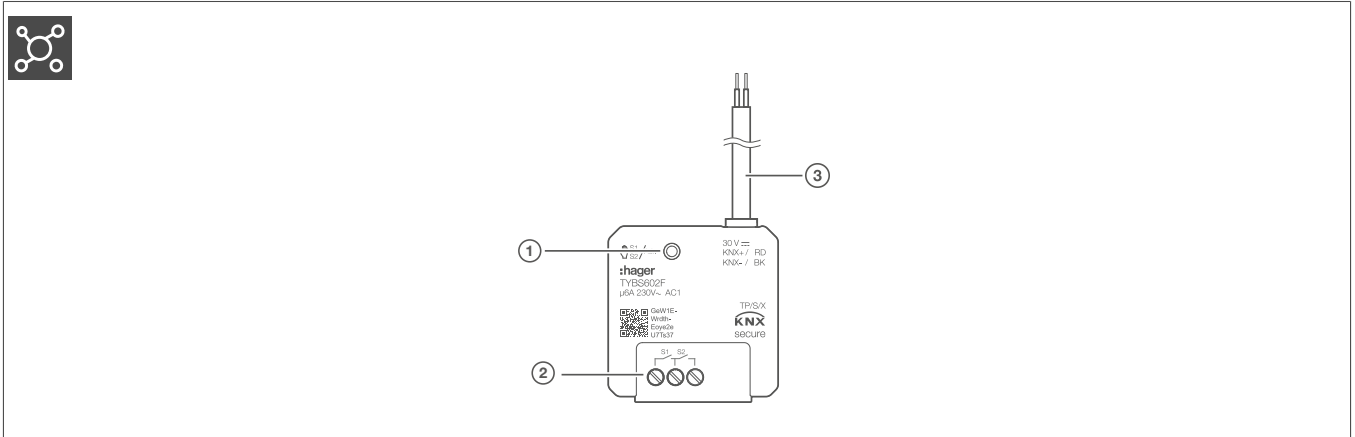 3
1
S1
S2
30 V
KNX+ / RD
KNX- / BK
:hager
TYBS602F
µ6A 230V~ AC1
GeW1E-
Wrdth-
Eoye2e
U7Ts37
TP/S/X
KNX
secure
S1 S2
2